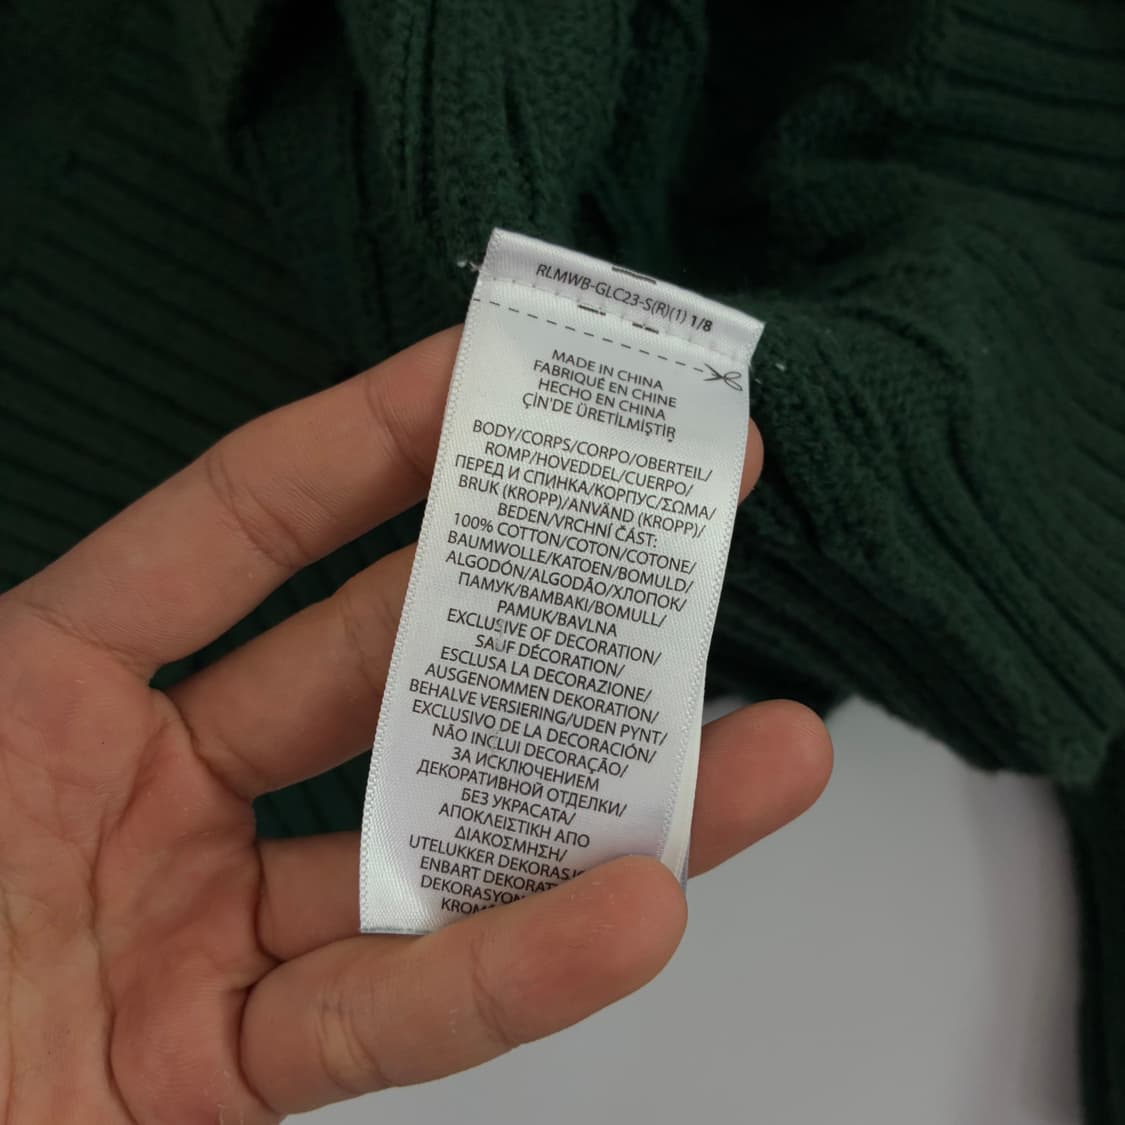 RLMWB-GLC23-S(R)(1) 1/8
MADE IN CHINA
FABRIQUÉ EN CHINE
HECHO EN CHINA
ÇİN'DE ÜRETİLMİŞTİR
BODY/CORPS/CORPO/OBERTEIL/
ROMP/HOVEDDEL/CUERPO/
ПЕРЕД И СПИНКА/КОРПУС/ΣΩΜΑ/
BRUK (KROPP)/ANVÄND (KROPP)/
BEDEN/VRCHNÍ ČÁST:
100% COTTON/COTON/COTONE/
BAUMWOLLE/KATOEN/BOMULD/
ALGODÓN/ALGODÃO/ХЛОПОК/
ПАМУК/ΒΑΜΒΑΚΙ/BOMULL/
PAMUK/BAVLNA
EXCLUSIVE OF DECORATION/
SAUF DÉCORATION/
ESCLUSA LA DECORAZIONE/
AUSGENOMMEN DEKORATION/
BEHALVE VERSIERING/UDEN PYNT/
EXCLUSIVO DE LA DECORACIÓN/
NÃO INCLUI DECORAÇÃO/
ЗА ИСКЛЮЧЕНИЕМ
ДЕКОРАТИВНОЙ ОТДЕЛКИ/
БЕЗ УКРАСАТА/
ΑΠΟΚΛΕΙΣΤΙΚΗ ΑΠΟ
ΔΙΑΚΟΣΜΗΣΗ/
UTELUKKER
ENBART